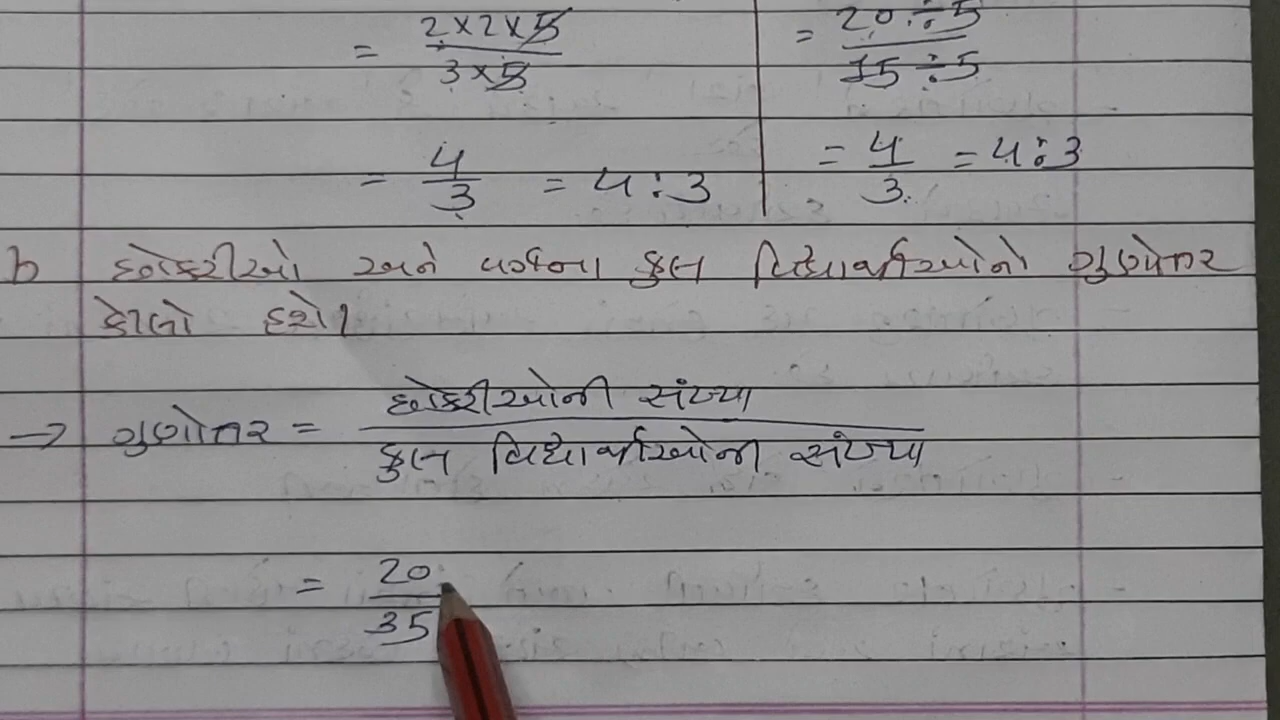 = 2×2×5 / 3×5
= 4/3 = 4:3
= 20÷5 / 15÷5
= 4/3 = 4:3
b છોકરીઓ અને વર્ગના કુલ વિદ્યાર્થીઓનો ગુણોત્તર
કેટલો હશે?
→ ગુણોત્તર = છોકરીઓની સંખ્યા / કુલ વિદ્યાર્થીઓની સંખ્યા
= 20/35